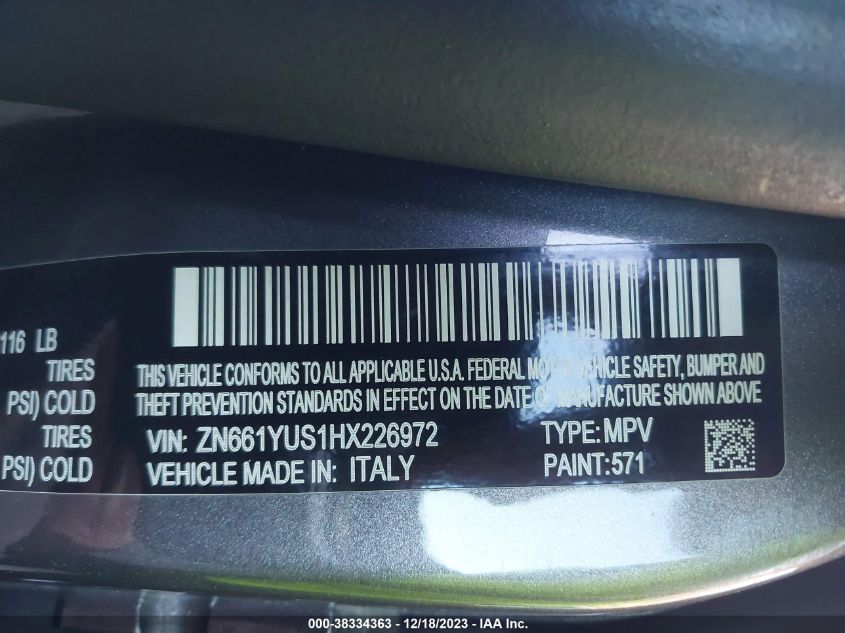 116 LB
TIRES
PSI) COLD
TIRES
PSI) COLD
THIS VEHICLE CONFORMS TO ALL APPLICABLE U.S.A. FEDERAL MOTOR VEHICLE SAFETY, BUMPER AND
THEFT PREVENTION STANDARDS IN EFFECT ON THE DATE OF MANUFACTURE SHOWN ABOVE
VIN: ZN661YUS1HX226972 TYPE: MPV
VEHICLE MADE IN: ITALY PAINT: 571
000-38334363 - 12/18/2023 - IAA Inc.